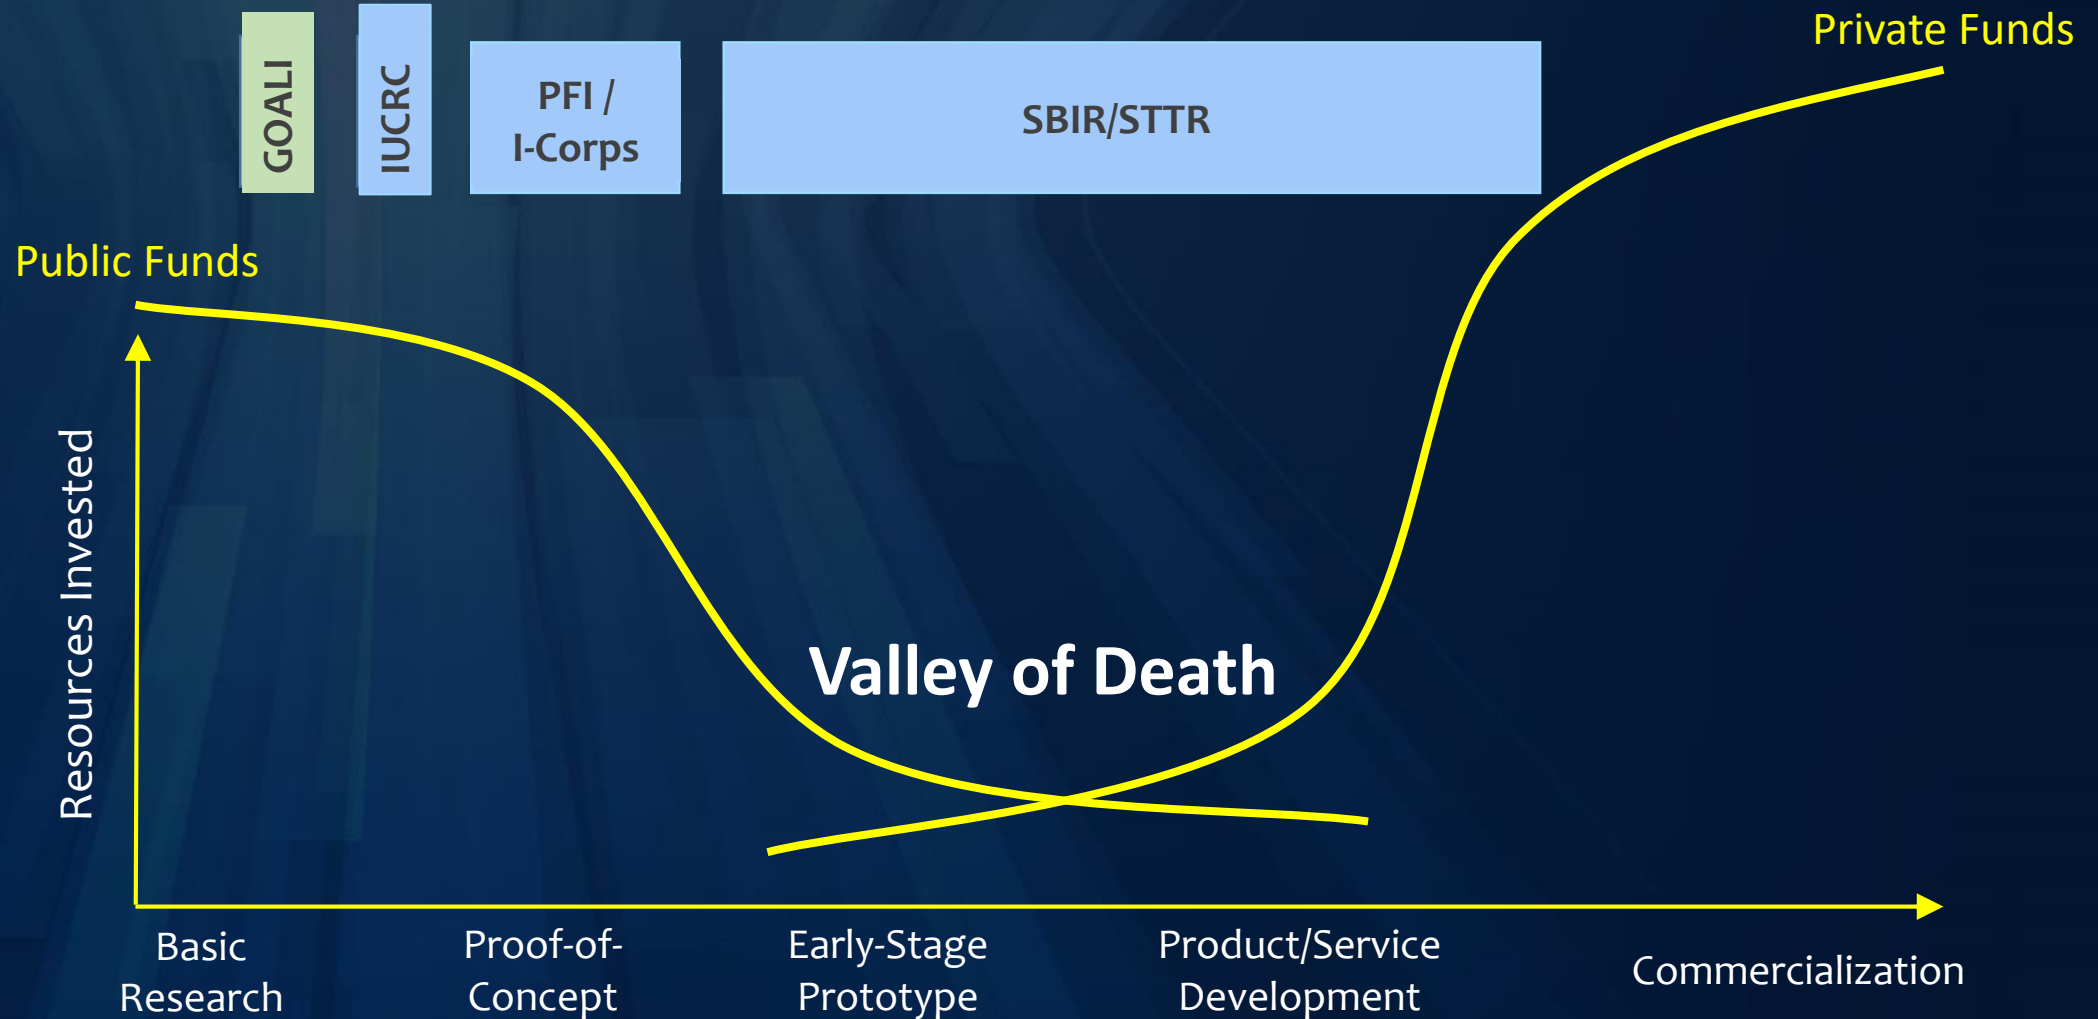 Private Funds
GOALI
IUCRC
PFI /
I-Corps
SBIR/STTR
Public Funds
Resources Invested
Valley of Death
Basic
Research
Proof-of-
Concept
Early-Stage
Prototype
Product/Service
Development
Commercialization